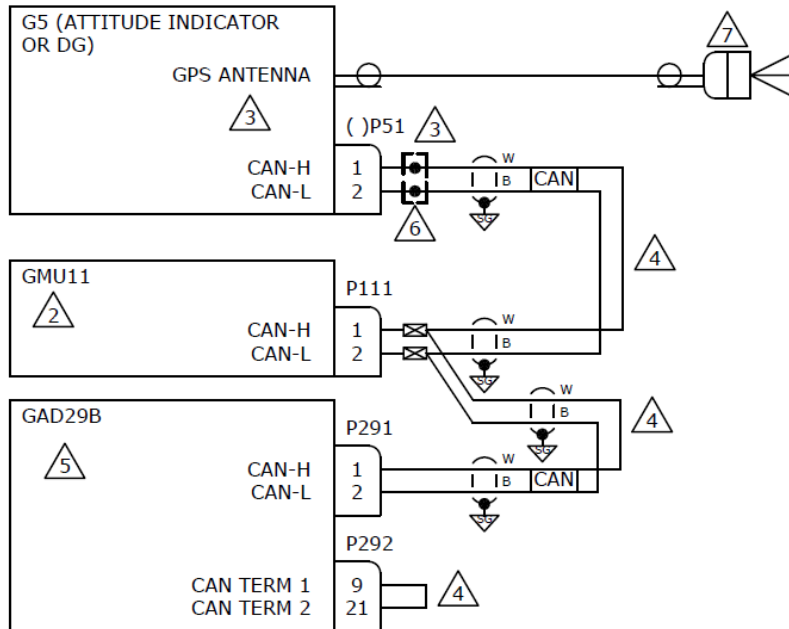 G5 (ATTITUDE INDICATOR
OR DG)
7
GPS ANTENNA
3
( )P51
3
CAN-H 1 W CAN
CAN-L 2 B
SG
6
4
GMU11
2
P111
CAN-H 1 W
CAN-L 2 B
SG
W
B
SG
4
GAD29B
5
P291
CAN-H 1 W CAN
CAN-L 2 B
SG
P292
CAN TERM 1 9
CAN TERM 2 21
4